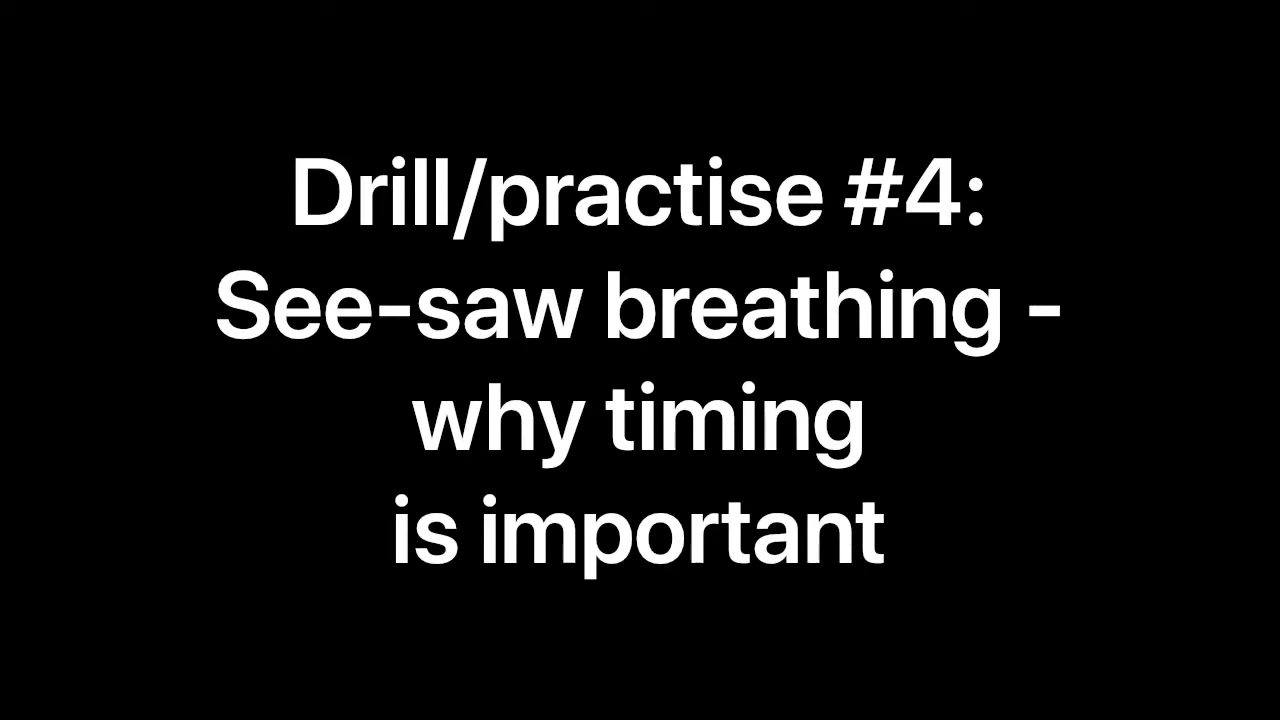 Drill/practise #4:
See-saw breathing -
why timing
is important